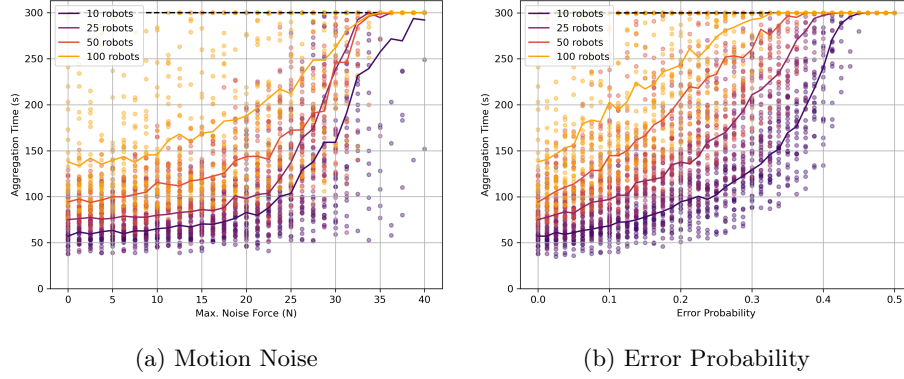 10 robots
25 robots
50 robots
100 robots
300
250
200
150
100
50
0
Aggregation Time (s)
0 5 10 15 20 25 30 35 40
Max. Noise Force (N)
(a) Motion Noise
10 robots
25 robots
50 robots
100 robots
300
250
200
150
100
50
0
Aggregation Time (s)
0.0 0.1 0.2 0.3 0.4 0.5
Error Probability
(b) Error Probability